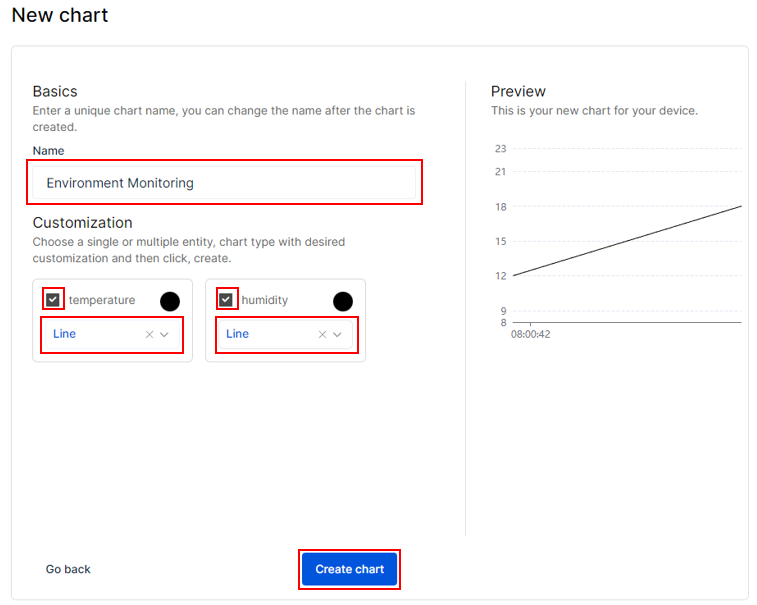 New chart
Basics
Enter a unique chart name, you can change the name after the chart is
created.
Name
Environment Monitoring
Customization
Choose a single or multiple entity, chart type with desired
customization and then click, create.
temperature
humidity
Line
Line
Go back
Create chart
Preview
This is your new chart for your device.
23
21
18
15
12
9
8
08:00:42